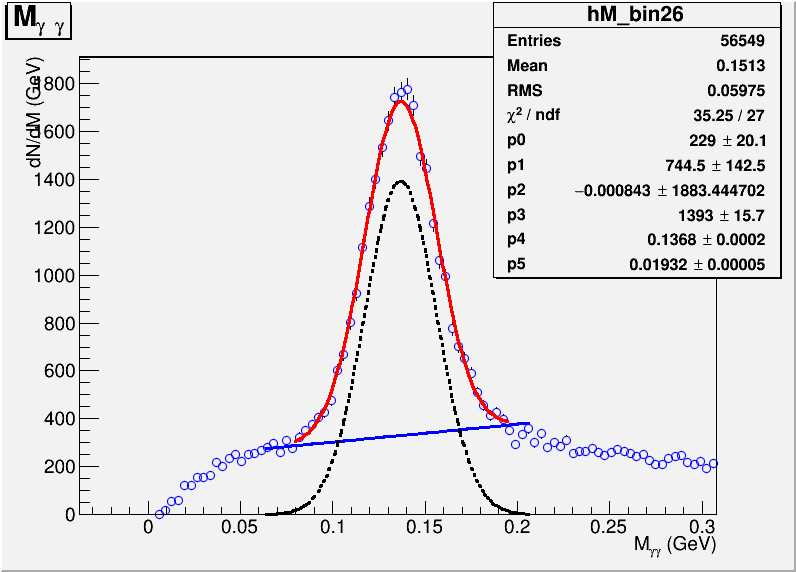 M γ γ
hM_bin26
Entries 56549
Mean 0.1513
RMS 0.05975
χ² / ndf 35.25 / 27
p0 229 ± 20.1
p1 744.5 ± 142.5
p2 −0.000843 ± 1883.444702
p3 1393 ± 15.7
p4 0.1368 ± 0.0002
p5 0.01932 ± 0.00005
dN/dM (GeV)
1800
1600
1400
1200
1000
800
600
400
200
0
0 0.05 0.1 0.15 0.2 0.25 0.3
M γγ (GeV)